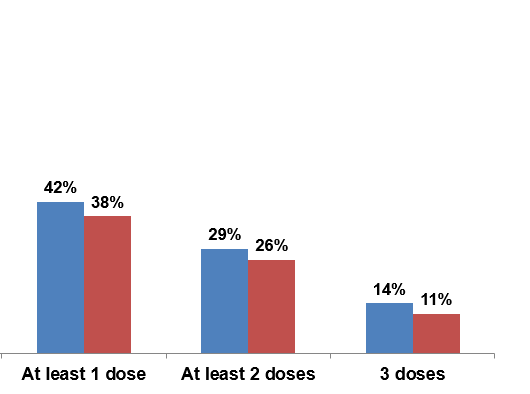 42%
38%
29%
26%
14%
11%
At least 1 dose
At least 2 doses
3 doses